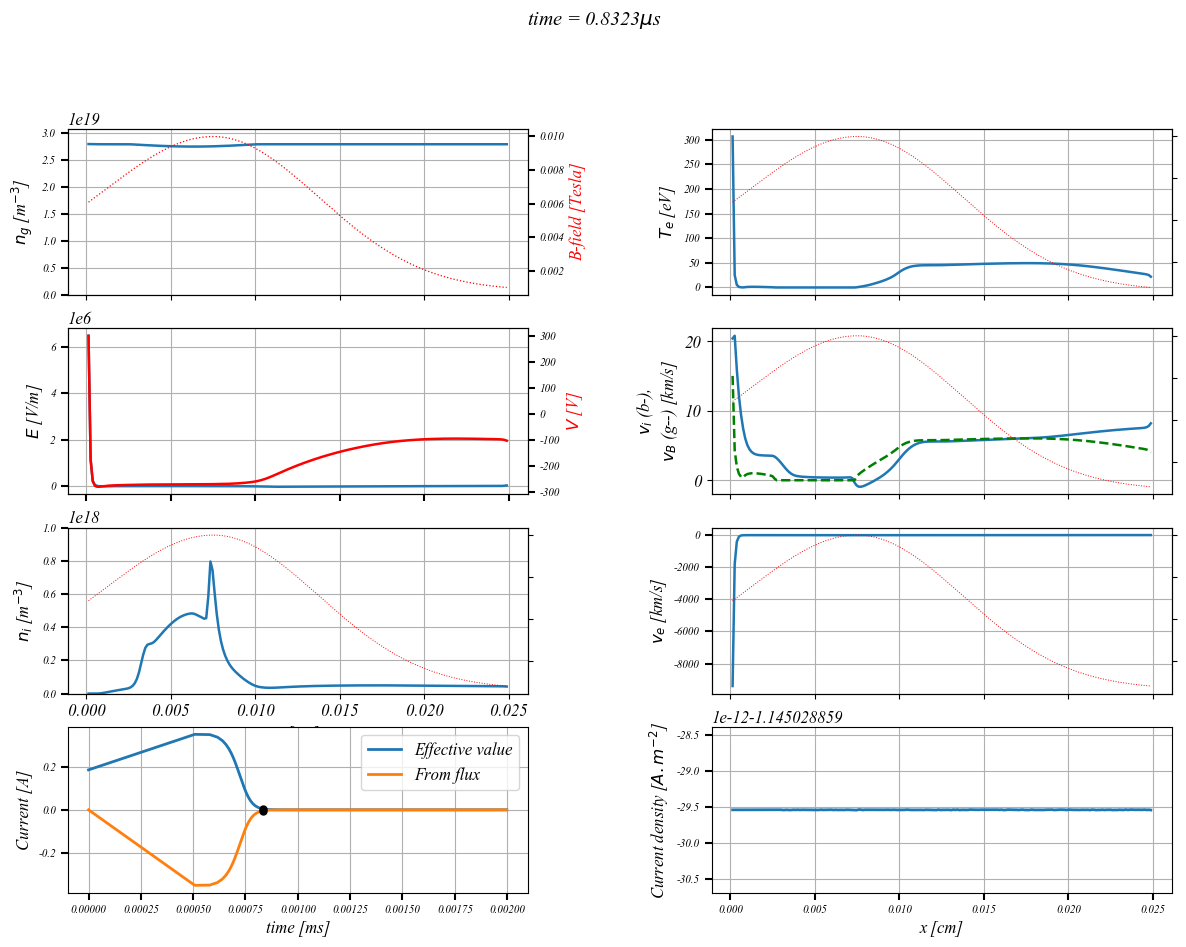 time = 0.8323μs
1e19
n_g [m^−3]
3.0
2.5
2.0
1.5
1.0
0.5
0.0
0.010
0.008
0.006
0.004
0.002
B-field [Tesla]
T_e [eV]
300
250
200
150
100
50
0
1e6
E [V/m]
6
4
2
0
300
200
100
0
-100
-200
-300
V [V]
v_i (b-),
v_B (g--) [km/s]
20
10
0
1e18
n_i [m^−3]
1.0
0.8
0.6
0.4
0.2
0.0
0.000 0.005 0.010 0.015 0.020 0.025
v_e [km/s]
0
-2000
-4000
-6000
-8000
Current [A]
0.2
0.0
-0.2
Effective value
From flux
0.00000 0.00025 0.00050 0.00075 0.00100 0.00125 0.00150 0.00175 0.00200
time [ms]
1e-12-1.145028859
Current density [A.m^−2]
-28.5
-29.0
-29.5
-30.0
-30.5
0.000 0.005 0.010 0.015 0.020 0.025
x [cm]